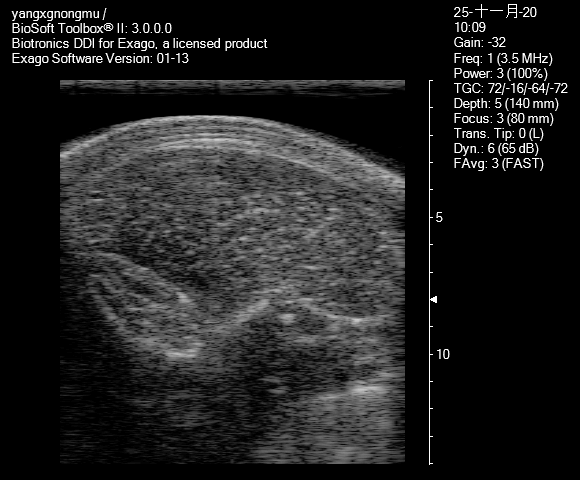 yangxgnongmu /
BioSoft Toolbox® II: 3.0.0.0
Biotronics DDI for Exago, a licensed product
Exago Software Version: 01-13
25-十一月-20
10:09
Gain: -32
Freq: 1 (3.5 MHz)
Power: 3 (100%)
TGC: 72/-16/-64/-72
Depth: 5 (140 mm)
Focus: 3 (80 mm)
Trans. Tip: 0 (L)
Dyn.: 6 (65 dB)
FAvg: 3 (FAST)
5
10